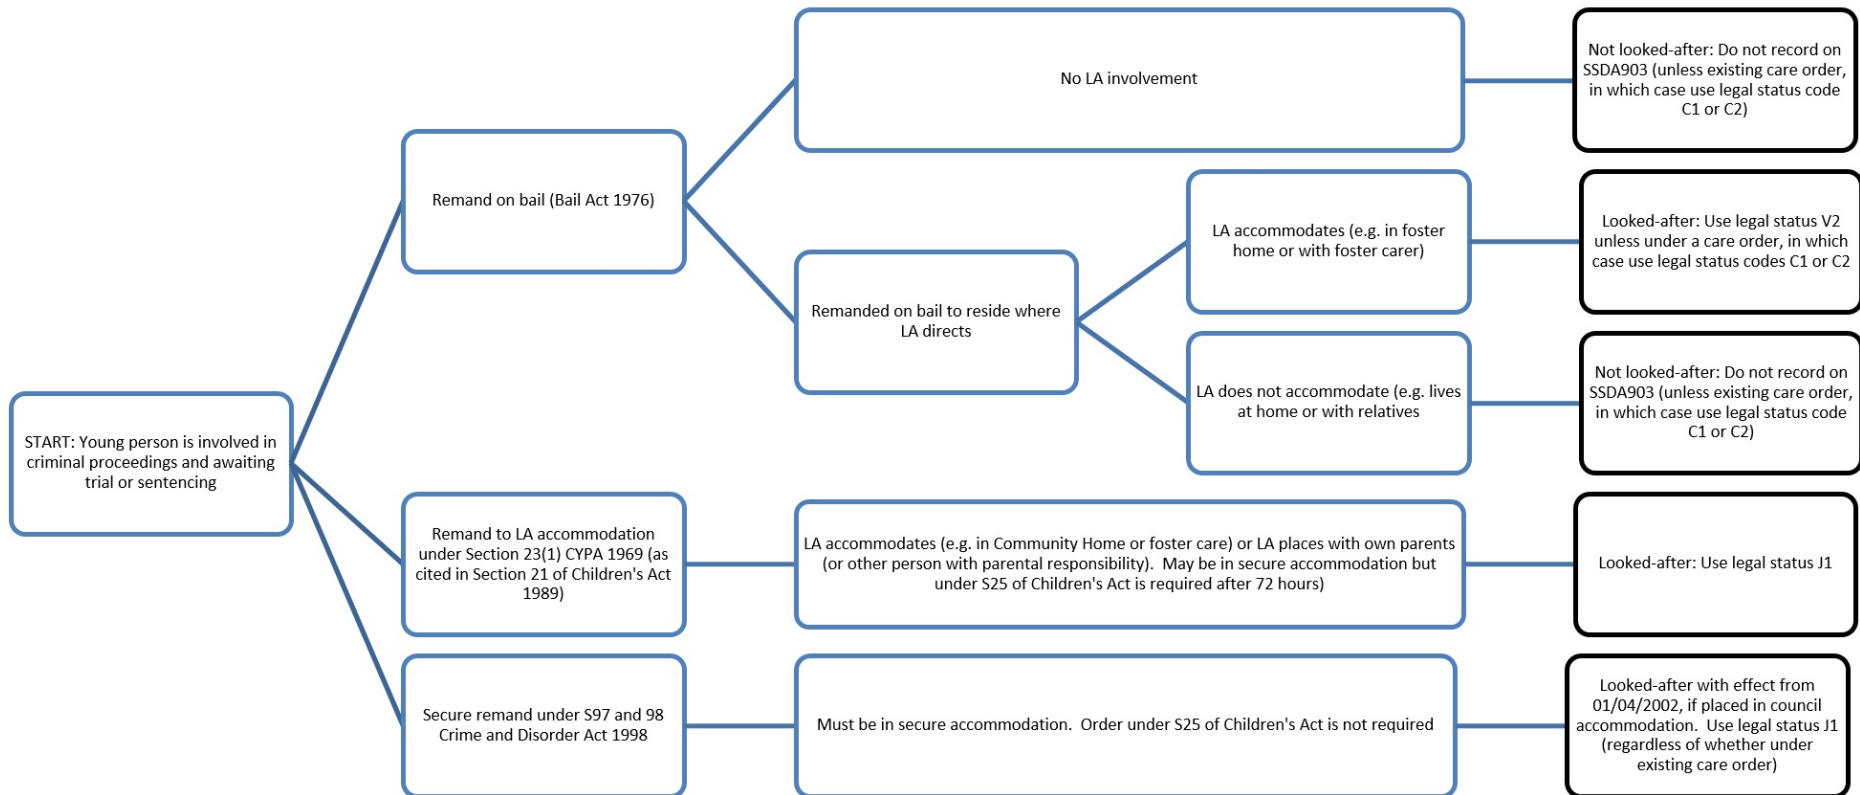 START: Young person is involved in
criminal proceedings and awaiting
trial or sentencing
Remand on bail (Bail Act 1976)
No LA involvement
Not looked-after: Do not record on
SSDA903 (unless existing care order,
in which case use legal status code
C1 or C2)
Remanded on bail to reside where
LA directs
LA accommodates (e.g. in foster
home or with foster carer)
Looked-after: Use legal status V2
unless under a care order, in which
case use legal status codes C1 or C2
LA does not accommodate (e.g. lives
at home or with relatives
Not looked-after: Do not record on
SSDA903 (unless existing care order,
in which case use legal status code
C1 or C2)
Remand to LA accommodation
under Section 23(1) CYPA 1969 (as
cited in Section 21 of Children's Act
1989)
LA accommodates (e.g. in Community Home or foster care) or LA places with own parents
(or other person with parental responsibility).  May be in secure accommodation but
under S25 of Children's Act is required after 72 hours)
Looked-after: Use legal status J1
Secure remand under S97 and 98
Crime and Disorder Act 1998
Must be in secure accommodation.  Order under S25 of Children's Act is not required
Looked-after with effect from
01/04/2002, if placed in council
accommodation.  Use legal status J1
(regardless of whether under
existing care order)